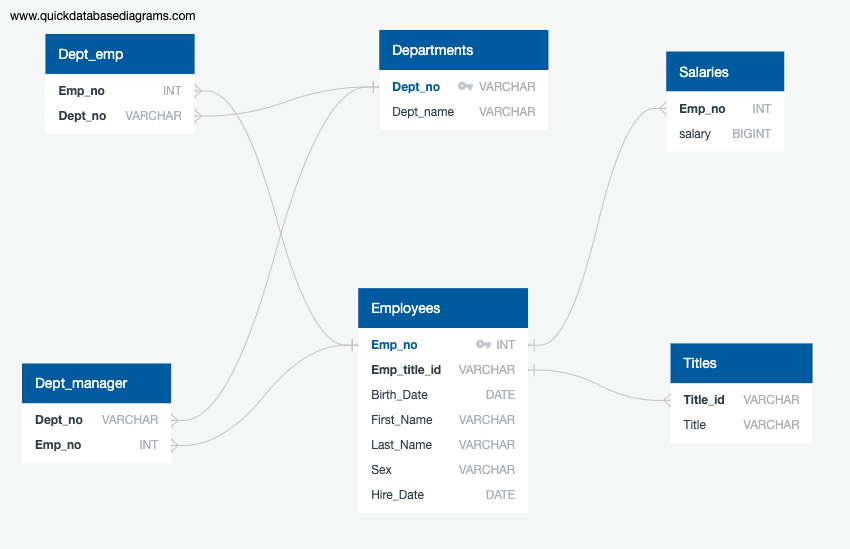 www.quickdatabasediagrams.com
Dept_emp
Emp_no INT
Dept_no VARCHAR
Departments
Dept_no VARCHAR
Dept_name VARCHAR
Salaries
Emp_no INT
salary BIGINT
Employees
Emp_no INT
Emp_title_id VARCHAR
Birth_Date DATE
First_Name VARCHAR
Last_Name VARCHAR
Sex VARCHAR
Hire_Date DATE
Dept_manager
Dept_no VARCHAR
Emp_no INT
Titles
Title_id VARCHAR
Title VARCHAR